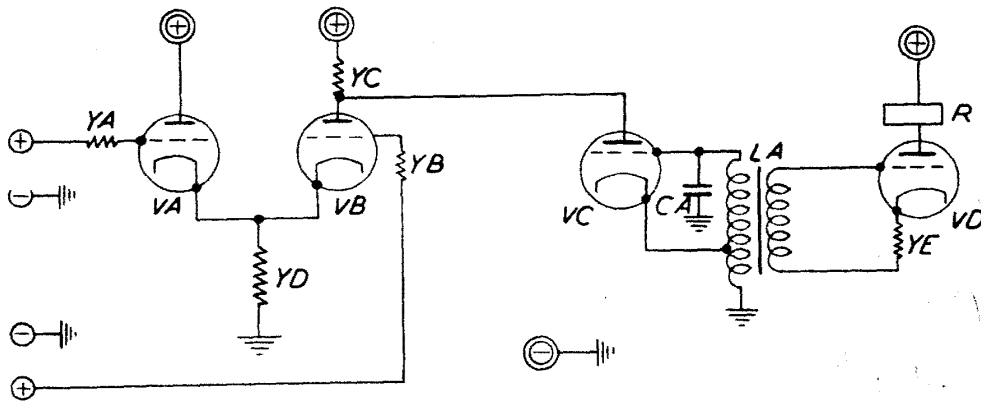 + + +
YC
YA
R
+
YB
LA
-
VA VB
VC
CA
VD
YE
YD
-
-
+